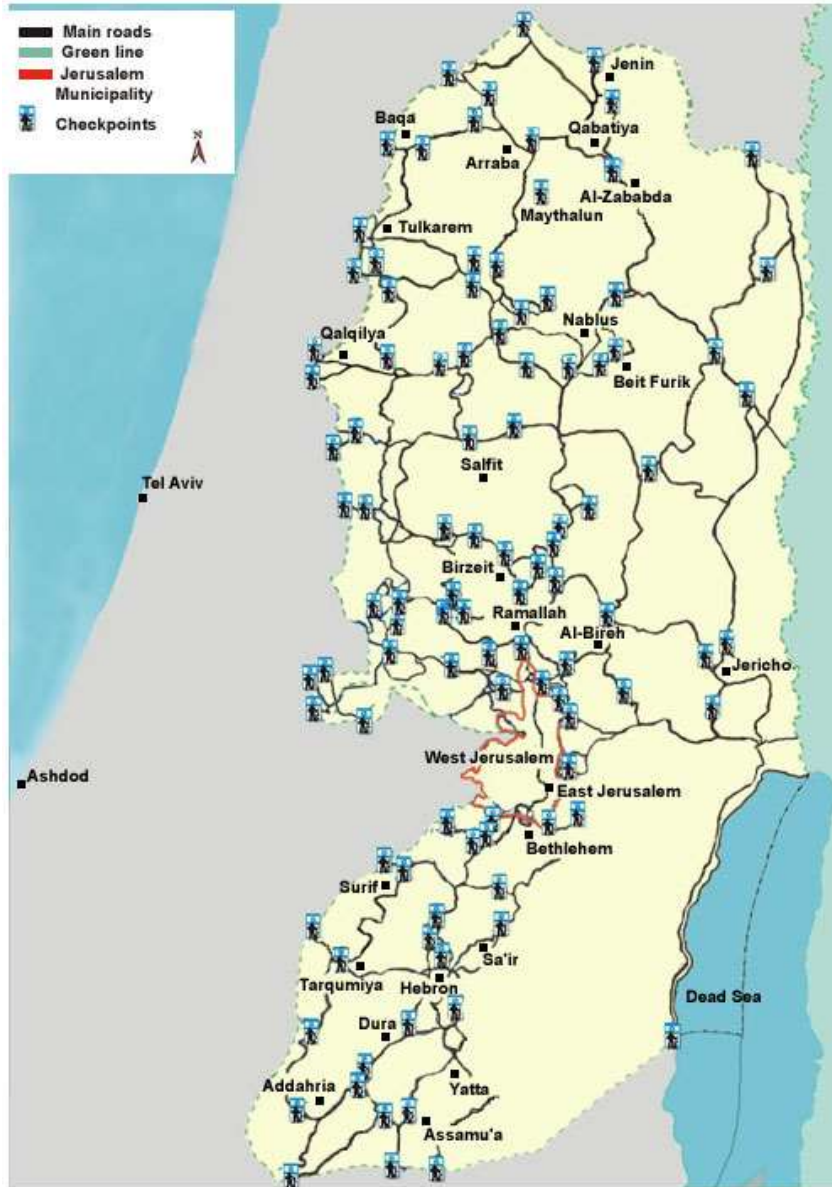 Main roads
Green line
Jerusalem
Municipality
Checkpoints
N
Jenin
Baqa
Qabatiya
Arraba
Al-Zababda
Maythalun
Tulkarem
Nablus
Qalqilya
Beit Furik
Salfit
Tel Aviv
Birzeit
Ramallah
Al-Bireh
Jericho
West Jerusalem
Ashdod
East Jerusalem
Bethlehem
Surif
Sa'ir
Tarqumiya
Hebron
Dead Sea
Dura
Addahria
Yatta
Assamu'a